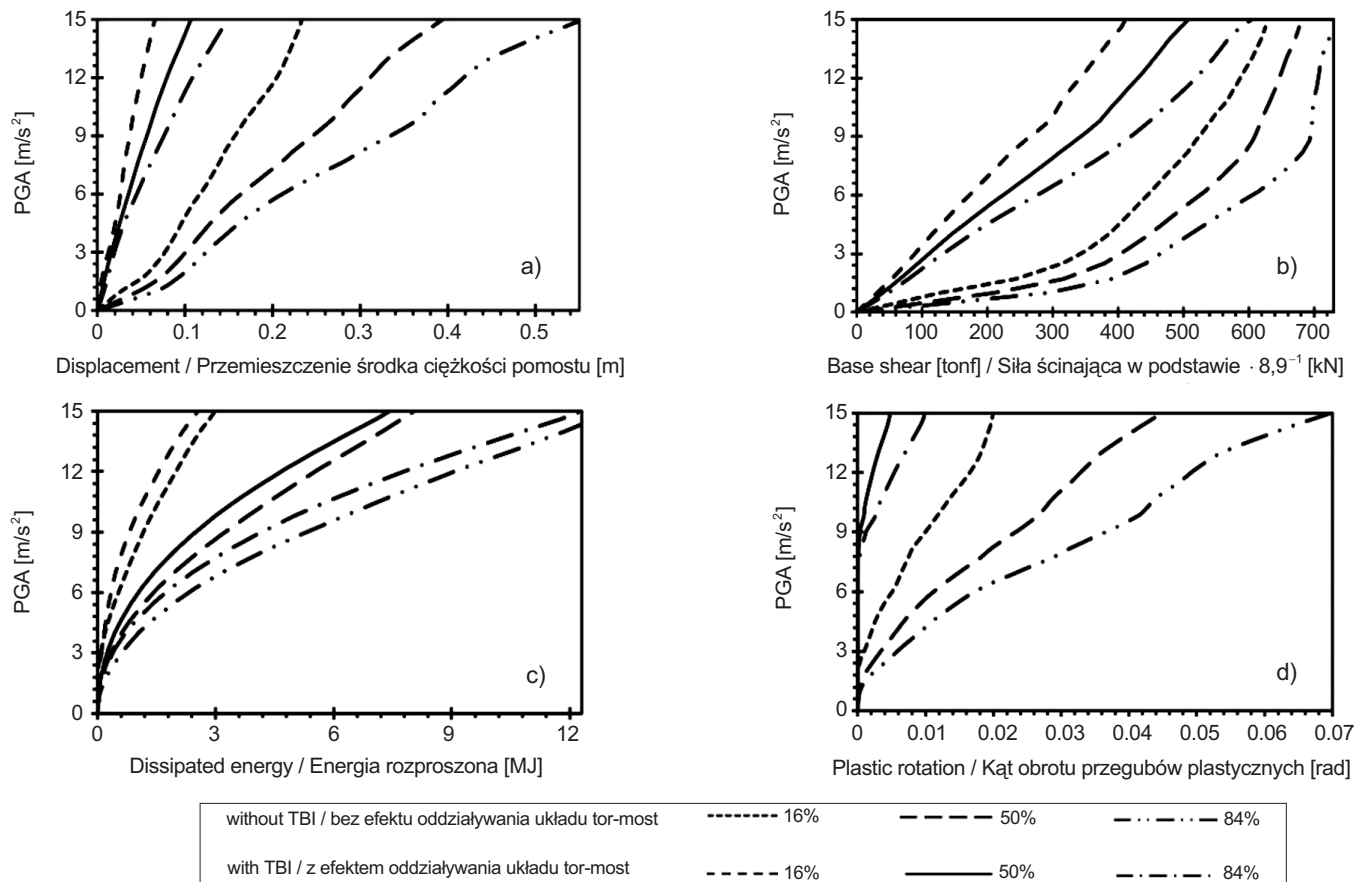 15
12
9
6
3
0
PGA [m/s²]
a)
0 0.1 0.2 0.3 0.4 0.5
Displacement / Przemieszczenie środka ciężkości pomostu [m]
15
12
9
6
3
0
PGA [m/s²]
b)
0 100 200 300 400 500 600 700
Base shear [tonf] / Siła ścinająca w podstawie · 8,9⁻¹ [kN]
15
12
9
6
3
0
PGA [m/s²]
c)
0 3 6 9 12
Dissipated energy / Energia rozproszona [MJ]
15
12
9
6
3
0
PGA [m/s²]
d)
0 0.01 0.02 0.03 0.04 0.05 0.06 0.07
Plastic rotation / Kąt obrotu przegubów plastycznych [rad]
without TBI / bez efektu oddziaływania układu tor-most 16% 50% 84%
with TBI / z efektem oddziaływania układu tor-most 16% 50% 84%